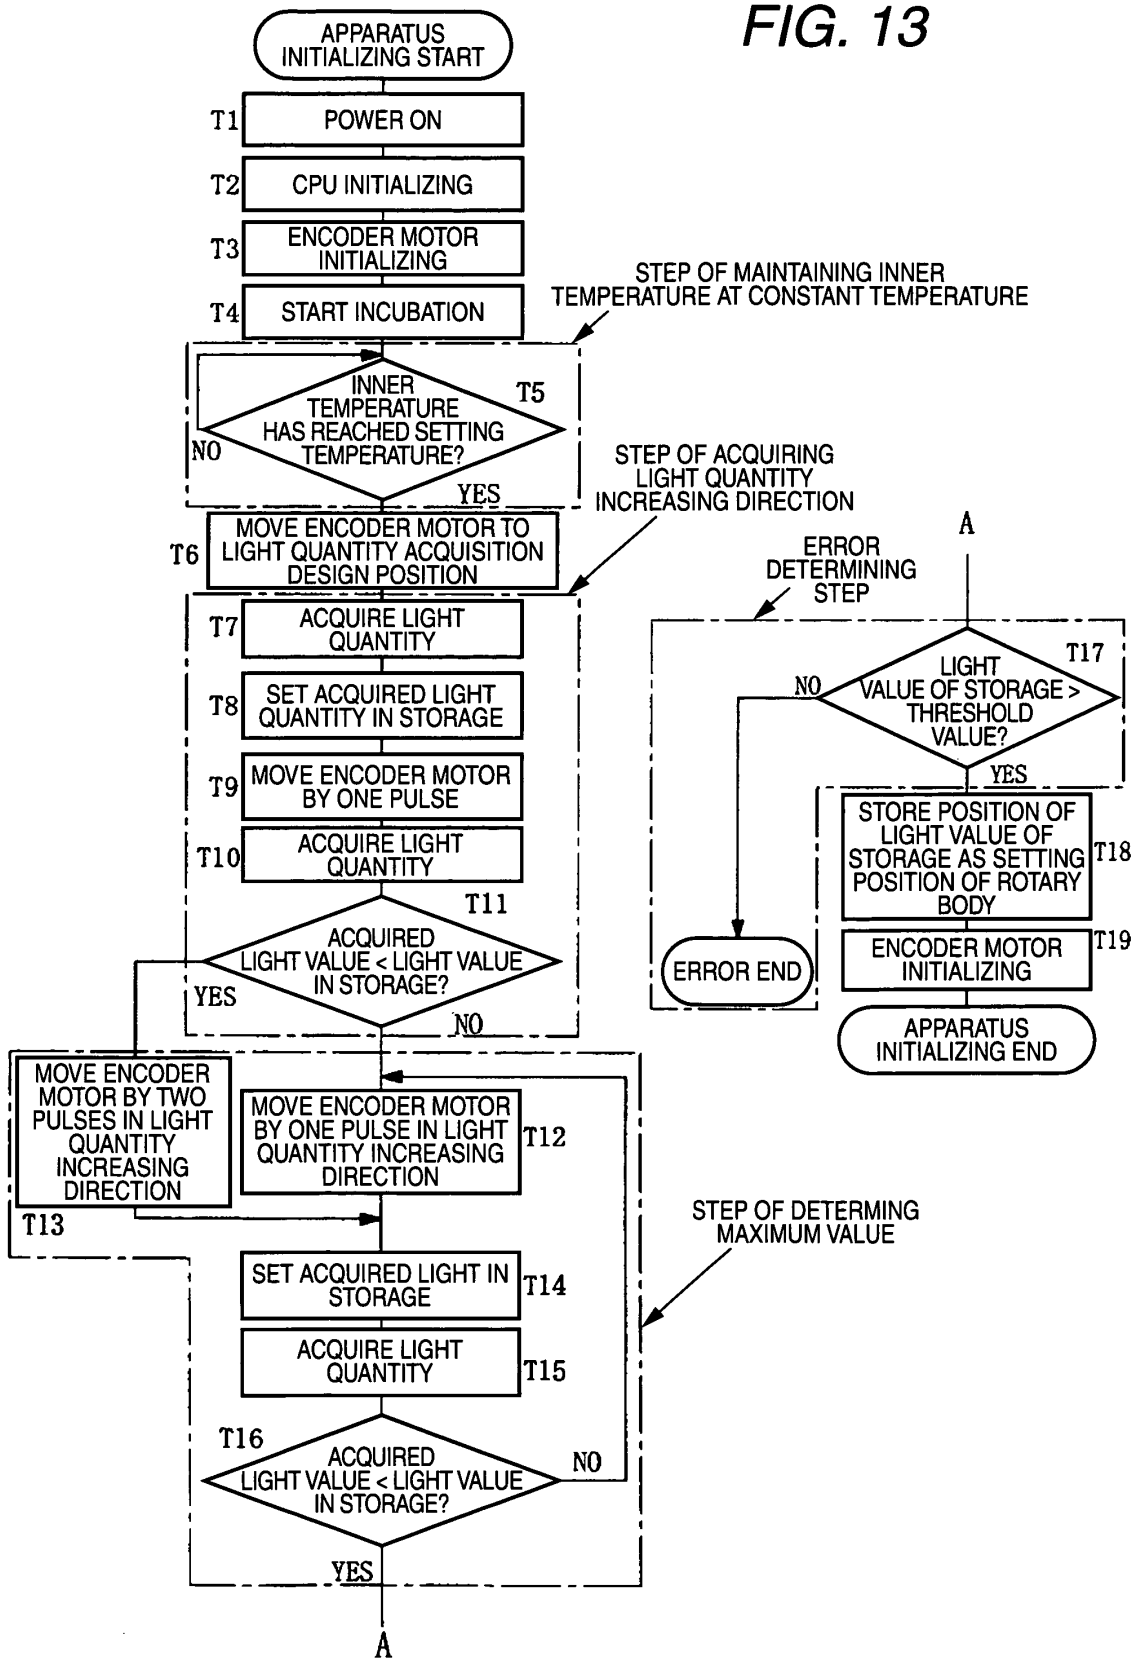 FIG. 13
APPARATUS
INITIALIZING START
T1
POWER ON
T2
CPU INITIALIZING
T3
ENCODER MOTOR
INITIALIZING
T4
START INCUBATION
STEP OF MAINTAINING INNER
TEMPERATURE AT CONSTANT TEMPERATURE
T5
INNER
TEMPERATURE
HAS REACHED SETTING
TEMPERATURE?
NO
YES
STEP OF ACQUIRING
LIGHT QUANTITY
INCREASING DIRECTION
T6
MOVE ENCODER MOTOR TO
LIGHT QUANTITY ACQUISITION
DESIGN POSITION
T7
ACQUIRE LIGHT
QUANTITY
T8
SET ACQUIRED LIGHT
QUANTITY IN STORAGE
T9
MOVE ENCODER MOTOR
BY ONE PULSE
T10
ACQUIRE LIGHT
QUANTITY
T11
ACQUIRED
LIGHT VALUE < LIGHT VALUE
IN STORAGE?
YES
NO
MOVE ENCODER
MOTOR BY TWO
PULSES IN LIGHT
QUANTITY
INCREASING
DIRECTION
T13
MOVE ENCODER MOTOR
BY ONE PULSE IN LIGHT
QUANTITY INCREASING
DIRECTION
T12
STEP OF DETERMING
MAXIMUM VALUE
SET ACQUIRED LIGHT IN
STORAGE
T14
ACQUIRE LIGHT
QUANTITY
T15
T16
ACQUIRED
LIGHT VALUE < LIGHT VALUE
IN STORAGE?
NO
YES
A
A
ERROR
DETERMINING
STEP
T17
LIGHT
VALUE OF STORAGE >
THRESHOLD
VALUE?
NO
YES
STORE POSITION OF
LIGHT VALUE OF
STORAGE AS SETTING
POSITION OF ROTARY
BODY
T18
ERROR END
ENCODER MOTOR
INITIALIZING
T19
APPARATUS
INITIALIZING END